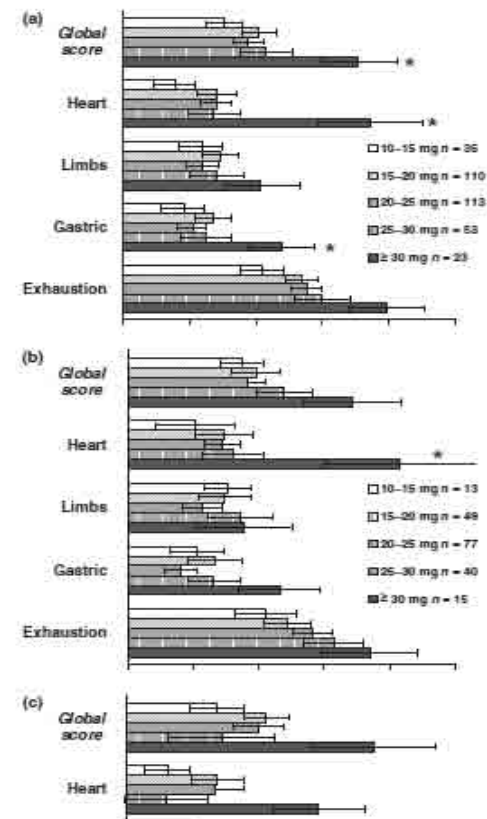 (a)
Global
score
*
Heart
*
Limbs
Gastric
*
Exhaustion
10–15 mg n = 35
15–20 mg n = 110
20–25 mg n = 113
25–30 mg n = 53
≥ 30 mg n = 23
(b)
Global
score
Heart
*
Limbs
Gastric
Exhaustion
10–15 mg n = 13
15–20 mg n = 49
20–25 mg n = 77
25–30 mg n = 40
≥ 30 mg n = 15
(c)
Global
score
Heart